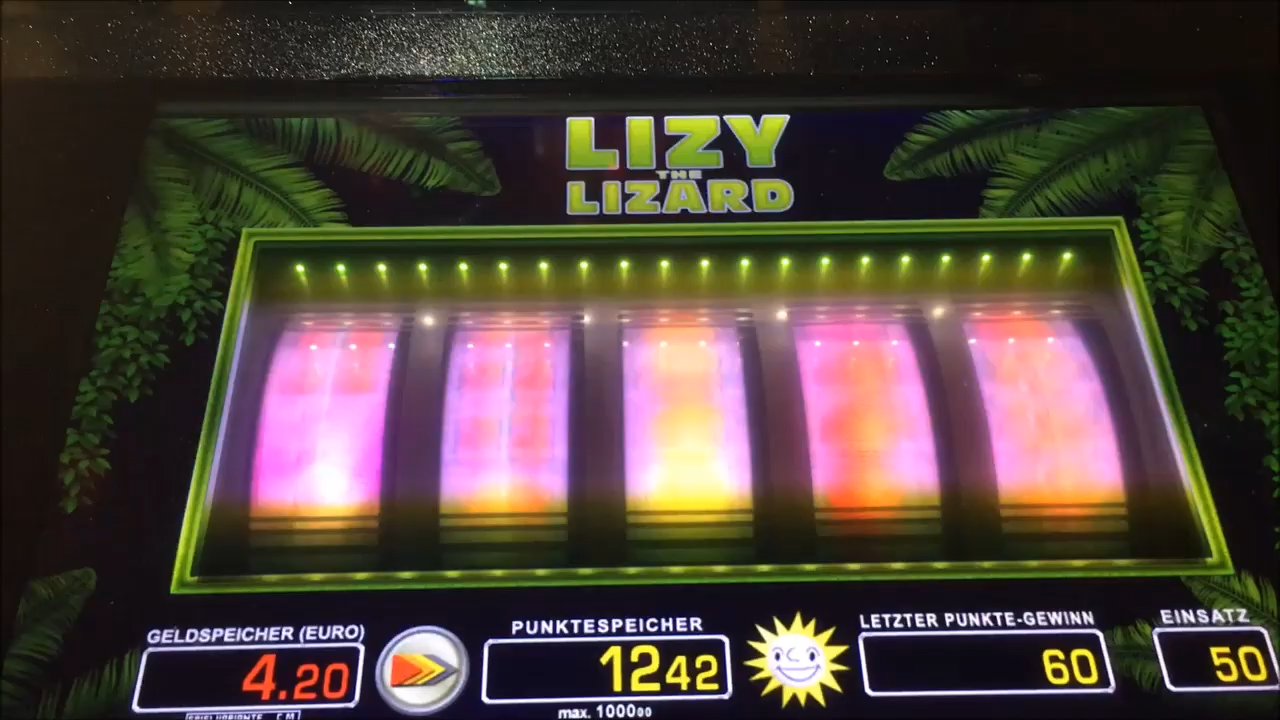 LIZY
THE
LIZARD
GELDSPEICHER (EURO)
4.20
PUNKTESPEICHER
1242
max. 100000
LETZTER PUNKTE-GEWINN
60
EINSATZ
50